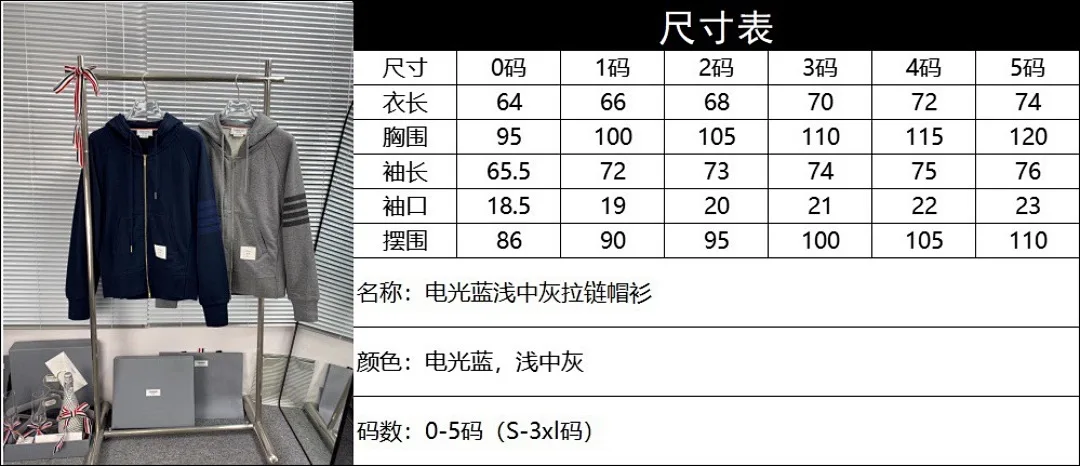 尺寸表
尺寸 0码 1码 2码 3码 4码 5码
衣长 64 66 68 70 72 74
胸围 95 100 105 110 115 120
袖长 65.5 72 73 74 75 76
袖口 18.5 19 20 21 22 23
摆围 86 90 95 100 105 110
名称：电光蓝浅中灰拉链帽衫
颜色：电光蓝，浅中灰
码数：0-5码（S-3xl码）